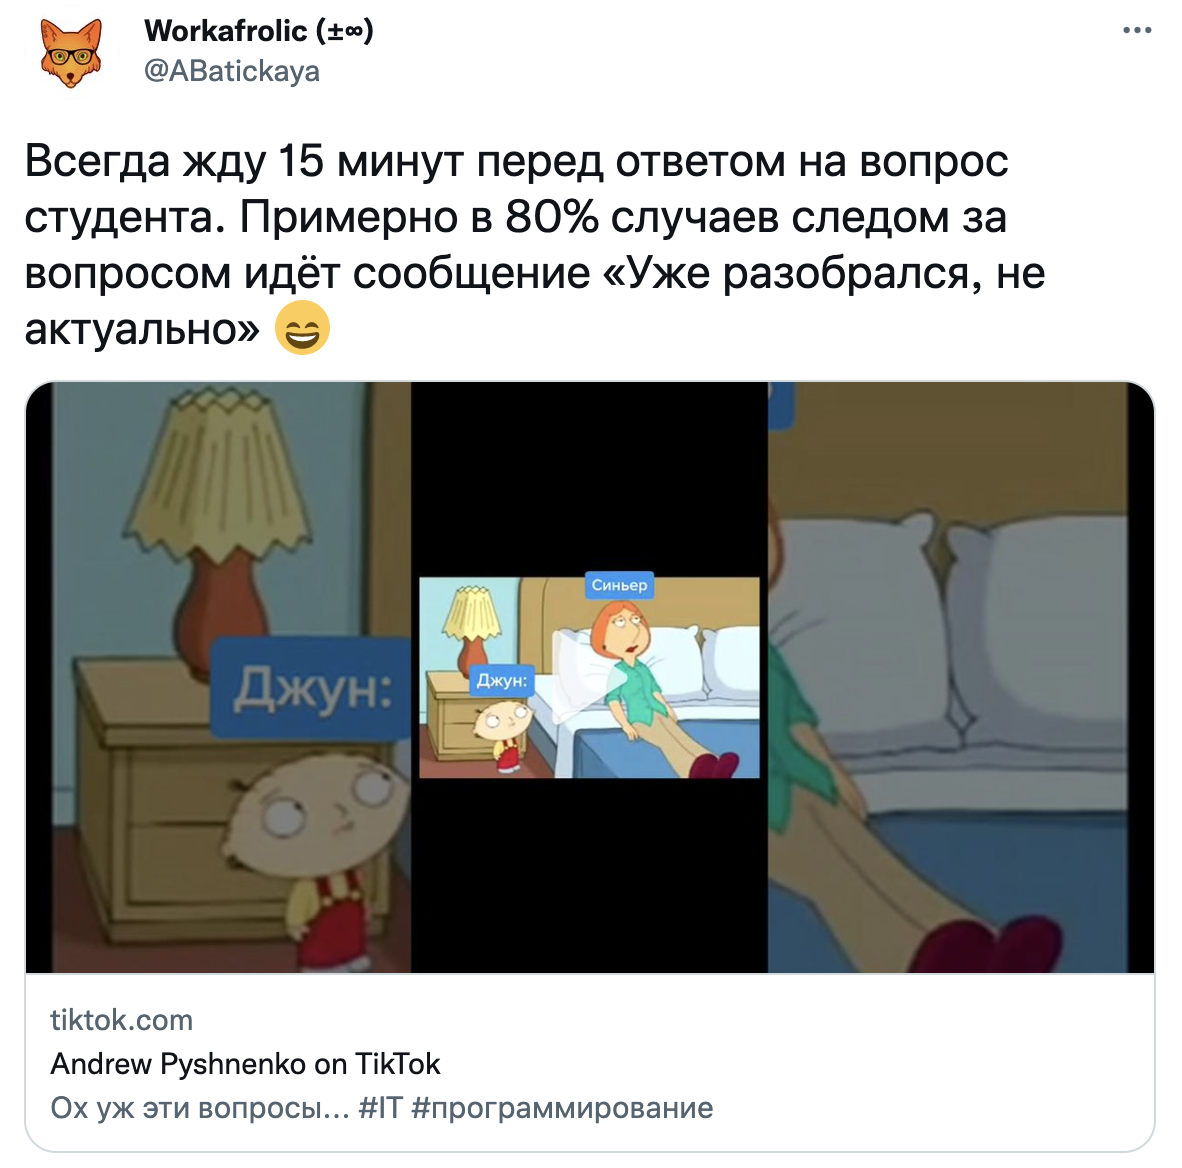 Workafrolic (±∞)
@ABatickaya
Всегда жду 15 минут перед ответом на вопрос
студента. Примерно в 80% случаев следом за
вопросом идёт сообщение «Уже разобрался, не
актуально» 😄
Джун:
Синьер
Джун:
tiktok.com
Andrew Pyshnenko on TikTok
Ох уж эти вопросы... #IT #программирование